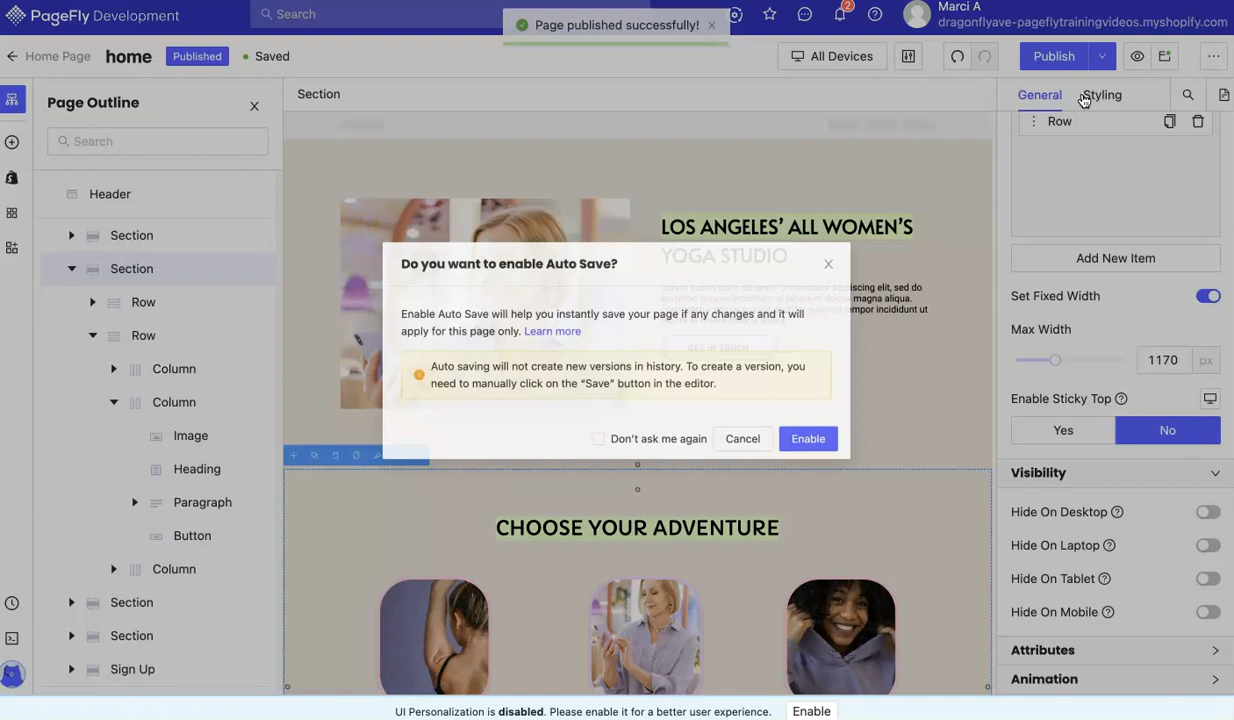 PageFly Development
Search
Page published successfully!
2
Marci A
dragonflyave-pageflytrainingvideos.myshopify.com
Home Page
home
Published
Saved
All Devices
Publish
Page Outline
Search
Header
Section
Section
Row
Row
Column
Column
Image
Heading
Paragraph
Button
Column
Section
Section
Sign Up
Section
LOS ANGELES' ALL WOMEN'S
YOGA STUDIO
GET IN TOUCH
Do you want to enable Auto Save?
Enable Auto Save will help you instantly save your page if any changes and it will
apply for this page only. Learn more
Auto saving will not create new versions in history. To create a version, you
need to manually click on the "Save" button in the editor.
Don't ask me again
Cancel
Enable
CHOOSE YOUR ADVENTURE
General
Styling
Row
Add New Item
Set Fixed Width
Max Width
1170
px
Enable Sticky Top
Yes
No
Visibility
Hide On Desktop
Hide On Laptop
Hide On Tablet
Hide On Mobile
Attributes
Animation
UI Personalization is disabled. Please enable it for a better user experience.
Enable